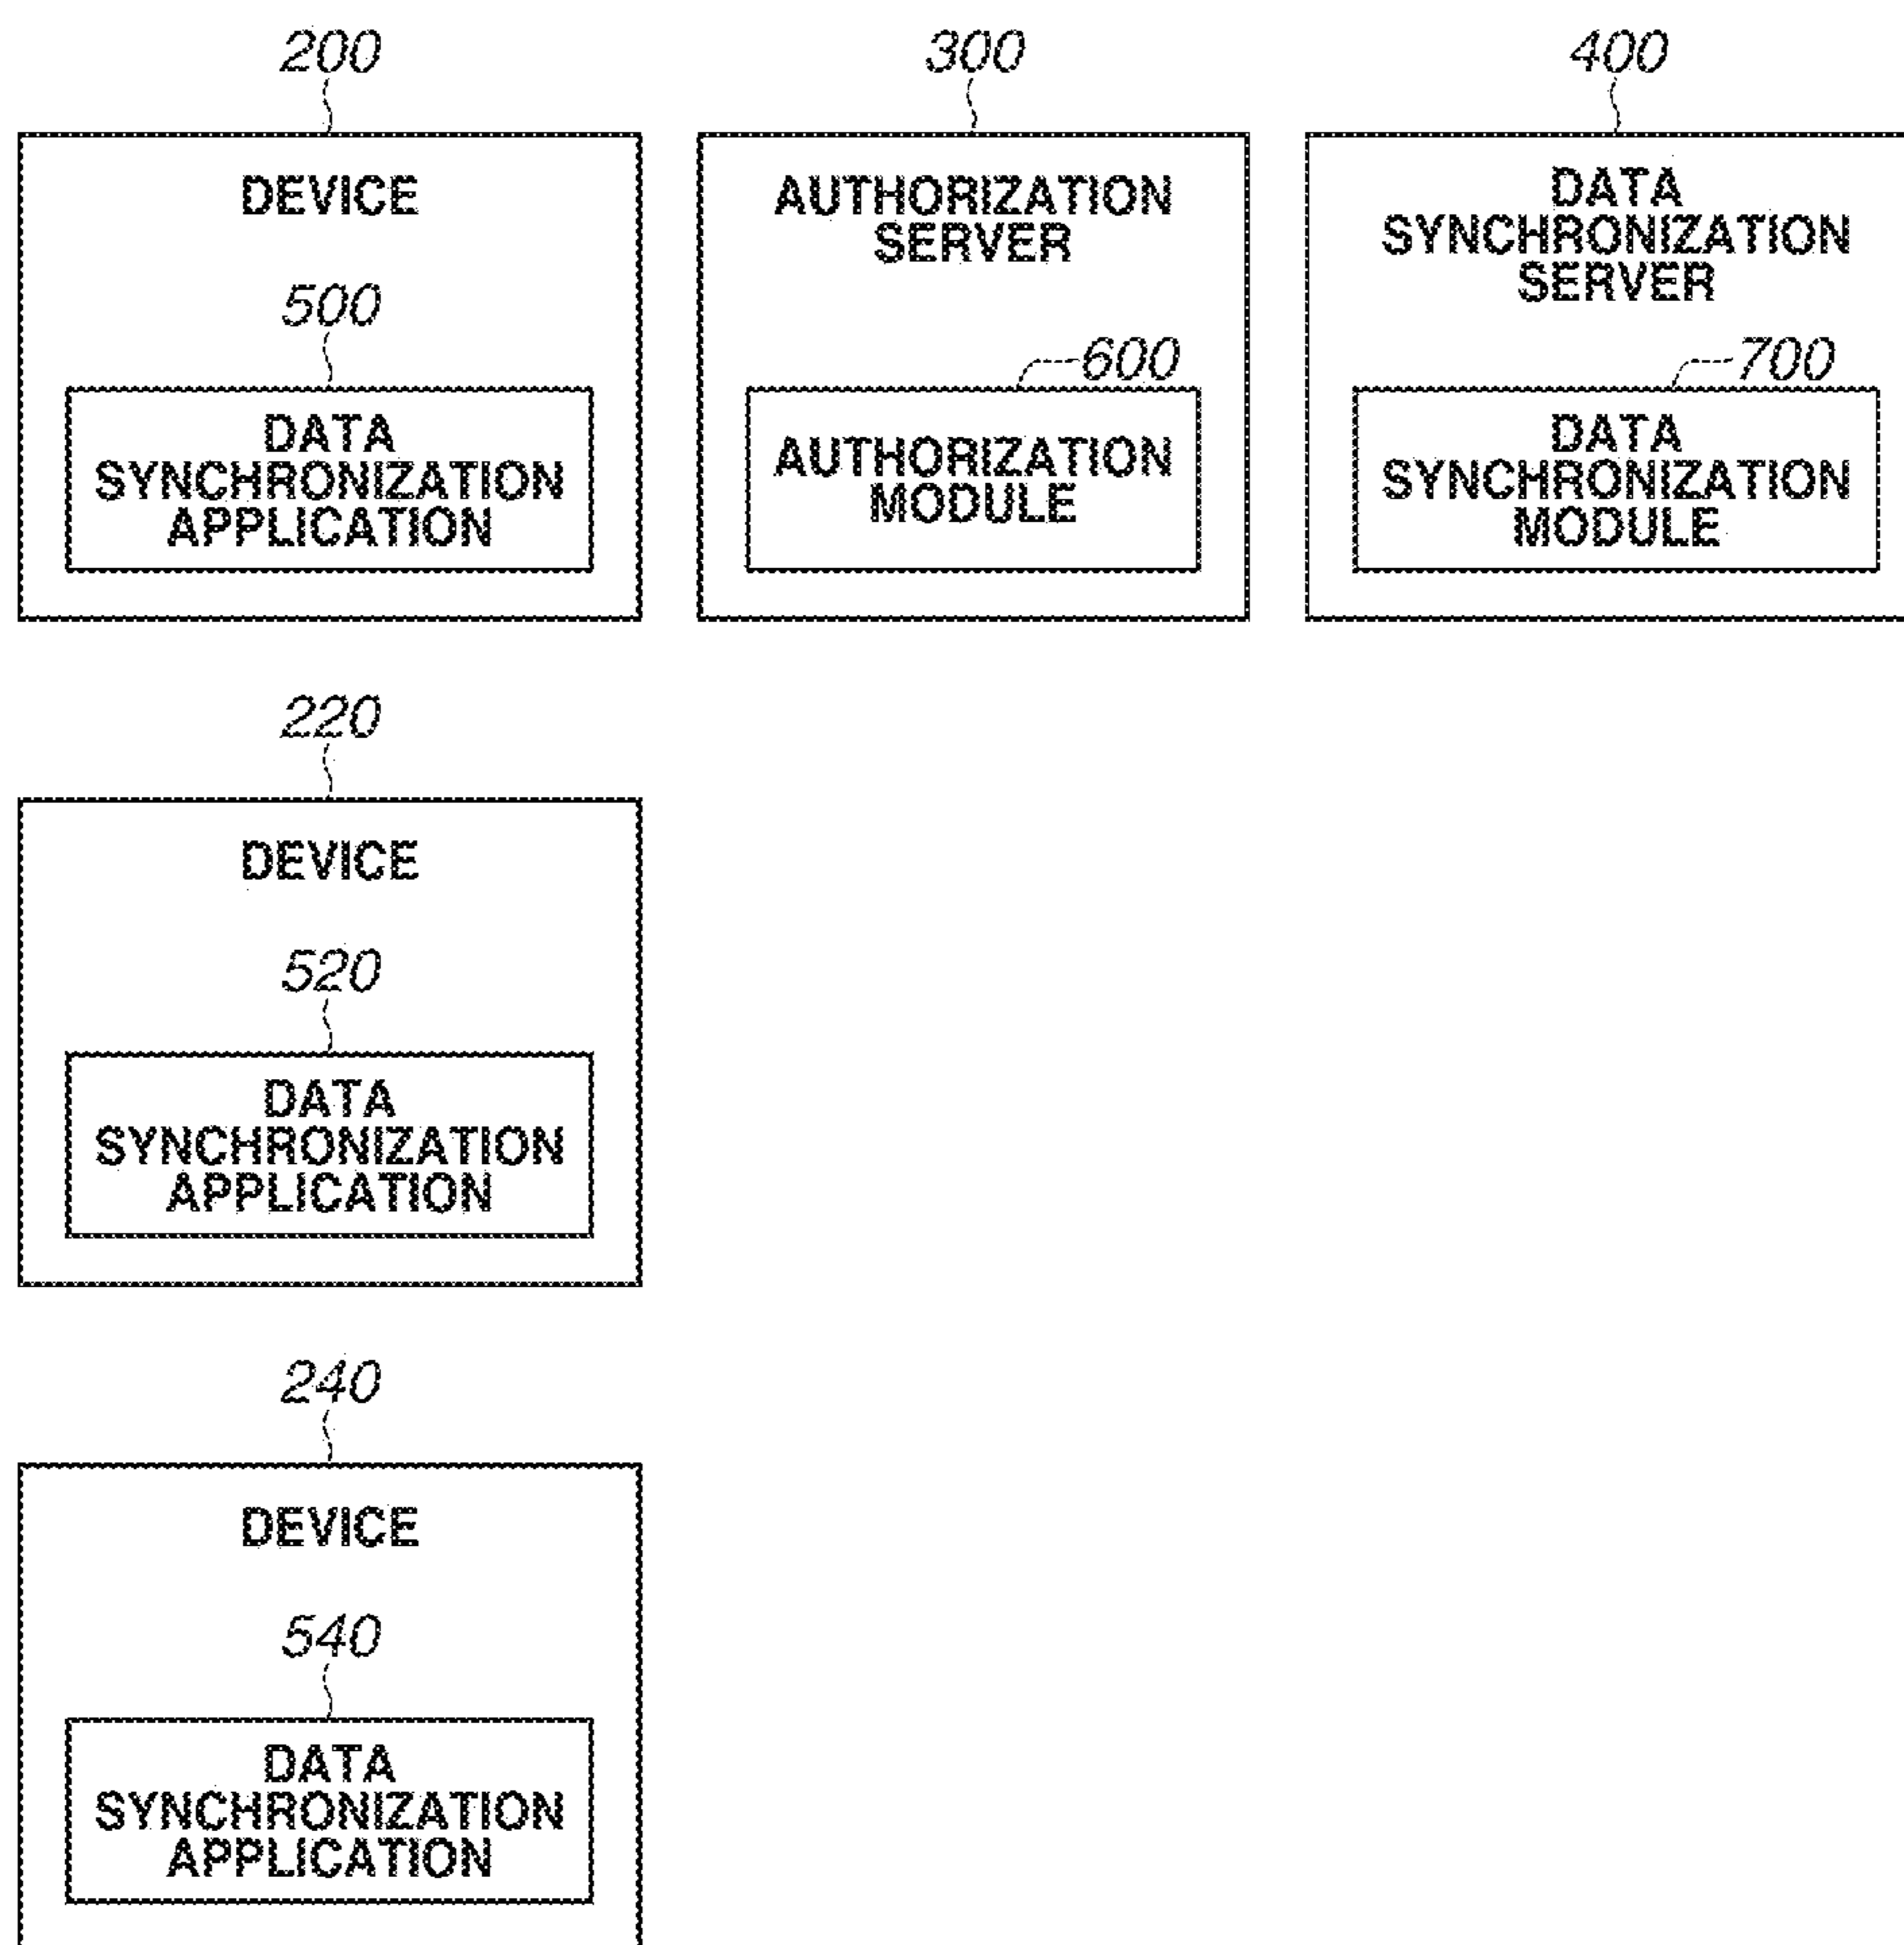 200
DEVICE
500
DATA
SYNCHRONIZATION
APPLICATION
300
AUTHORIZATION
SERVER
600
AUTHORIZATION
MODULE
400
DATA
SYNCHRONIZATION
SERVER
700
DATA
SYNCHRONIZATION
MODULE
220
DEVICE
520
DATA
SYNCHRONIZATION
APPLICATION
240
DEVICE
540
DATA
SYNCHRONIZATION
APPLICATION